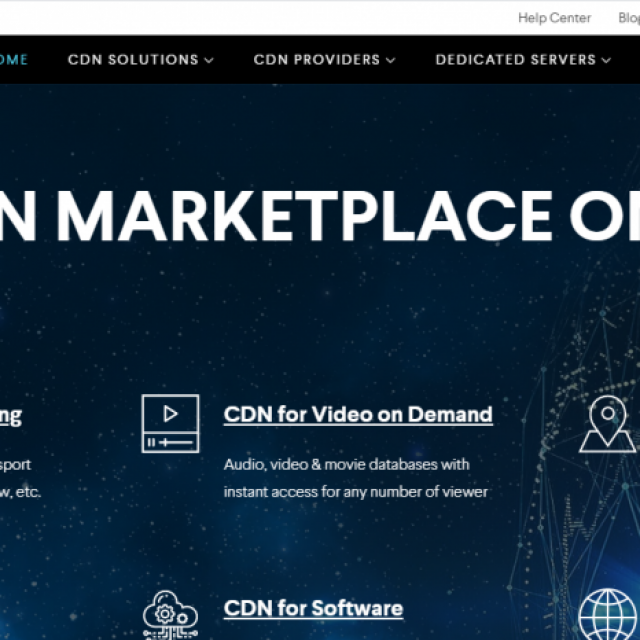 Help Center Blog
OME CDN SOLUTIONS CDN PROVIDERS DEDICATED SERVERS
N MARKETPLACE O
ng CDN for Video on Demand
sport Audio, video & movie databases with
w, etc. instant access for any number of viewer
CDN for Software